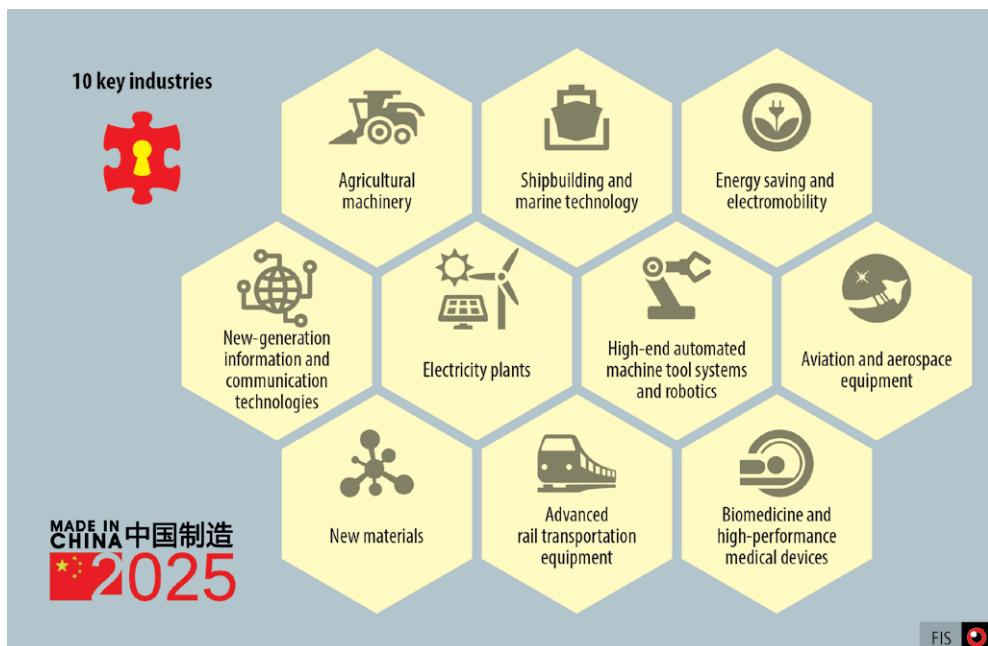 10 key industries
Agricultural
machinery
Shipbuilding and
marine technology
Energy saving and
electromobility
New-generation
information and
communication
technologies
Electricity plants
High-end automated
machine tool systems
and robotics
Aviation and aerospace
equipment
New materials
Advanced
rail transportation
equipment
Biomedicine and
high-performance
medical devices
MADE IN
CHINA 中国制造
2025
FIS